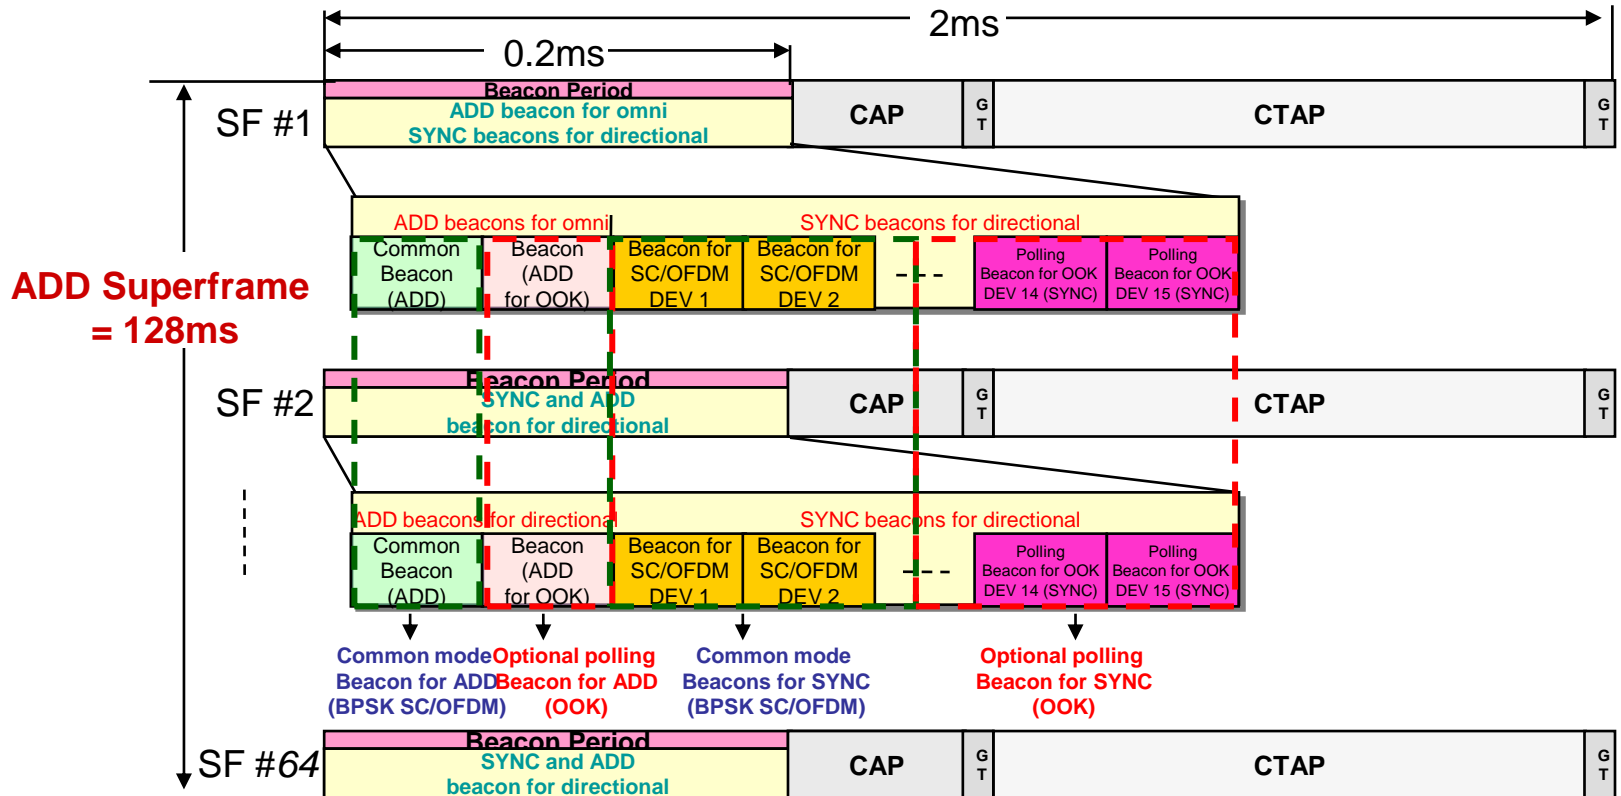 2ms
0.2ms
SF #1
Beacon Period
ADD beacon for omni
SYNC beacons for directional
CAP
G
T
CTAP
G
T
ADD beacons for omni
SYNC beacons for directional
Common
Beacon
(ADD)
Beacon
(ADD
for OOK)
Beacon for
SC/OFDM
DEV 1
Beacon for
SC/OFDM
DEV 2
Polling
Beacon for OOK
DEV 14 (SYNC)
Polling
Beacon for OOK
DEV 15 (SYNC)
ADD Superframe
= 128ms
SF #2
Beacon Period
SYNC and ADD
beacon for directional
CAP
G
T
CTAP
G
T
ADD beacons for directional
SYNC beacons for directional
Common
Beacon
(ADD)
Beacon
(ADD
for OOK)
Beacon for
SC/OFDM
DEV 1
Beacon for
SC/OFDM
DEV 2
Polling
Beacon for OOK
DEV 14 (SYNC)
Polling
Beacon for OOK
DEV 15 (SYNC)
Common mode
Beacon for ADD
(BPSK SC/OFDM)
Optional polling
Beacon for ADD
(OOK)
Common mode
Beacons for SYNC
(BPSK SC/OFDM)
Optional polling
Beacon for SYNC
(OOK)
SF #64
Beacon Period
SYNC and ADD
beacon for directional
CAP
G
T
CTAP
G
T